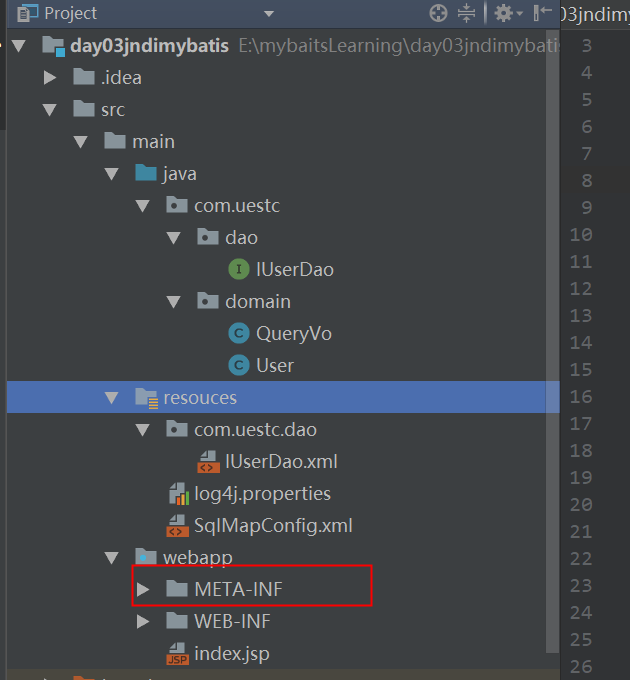 Project
03jndimy
day03jndimybatis E:\mybaitsLearning\day03jndimybatis
.idea
src
main
java
com.uestc
dao
IUserDao
domain
QueryVo
User
resouces
com.uestc.dao
IUserDao.xml
log4j.properties
SqlMapConfig.xml
webapp
META-INF
WEB-INF
index.jsp
3
4
5
6
7
8
9
10
11
12
13
14
15
16
17
18
19
20
21
22
23
24
25
26